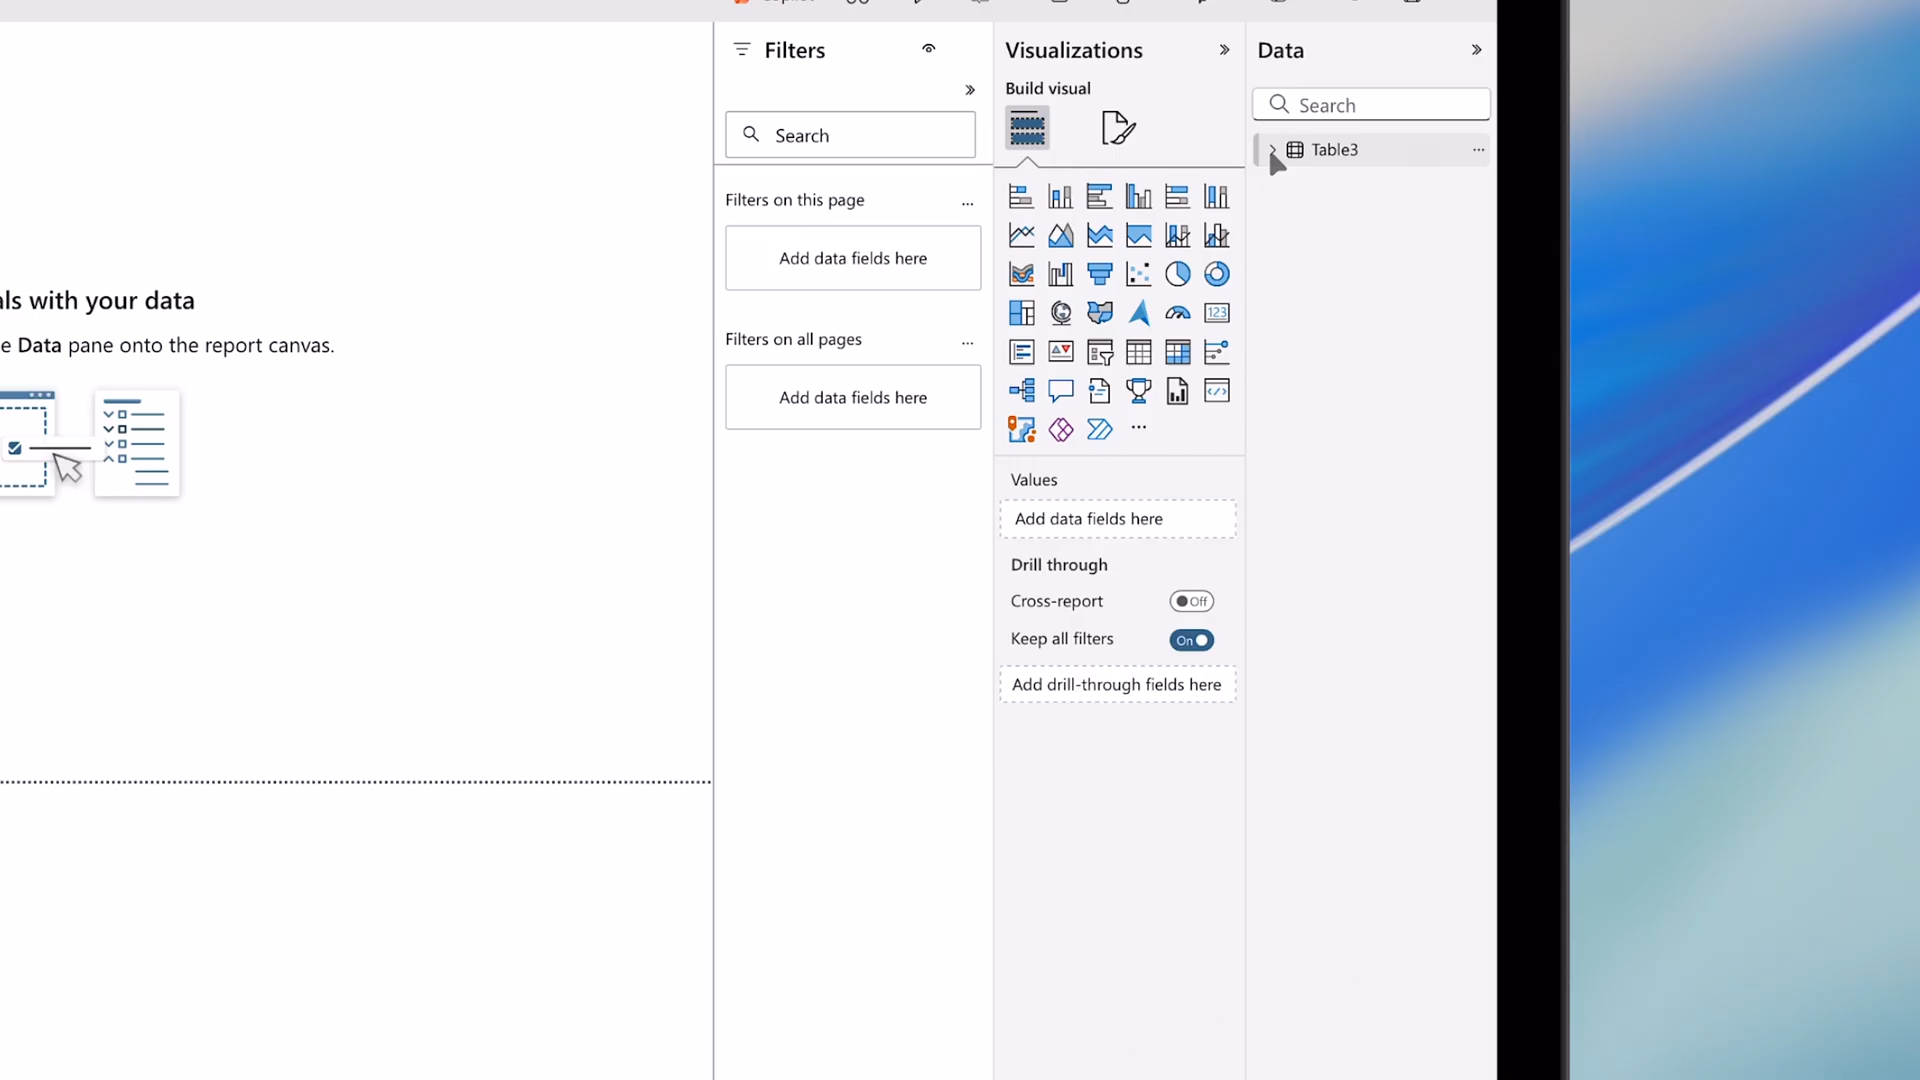 Filters
Visualizations
Data
Build visual
Search
Search
Table3
Filters on this page
Add data fields here
Filters on all pages
Add data fields here
als with your data
e Data pane onto the report canvas.
123
Values
Add data fields here
Drill through
Cross-report
Off
Keep all filters
On
Add drill-through fields here